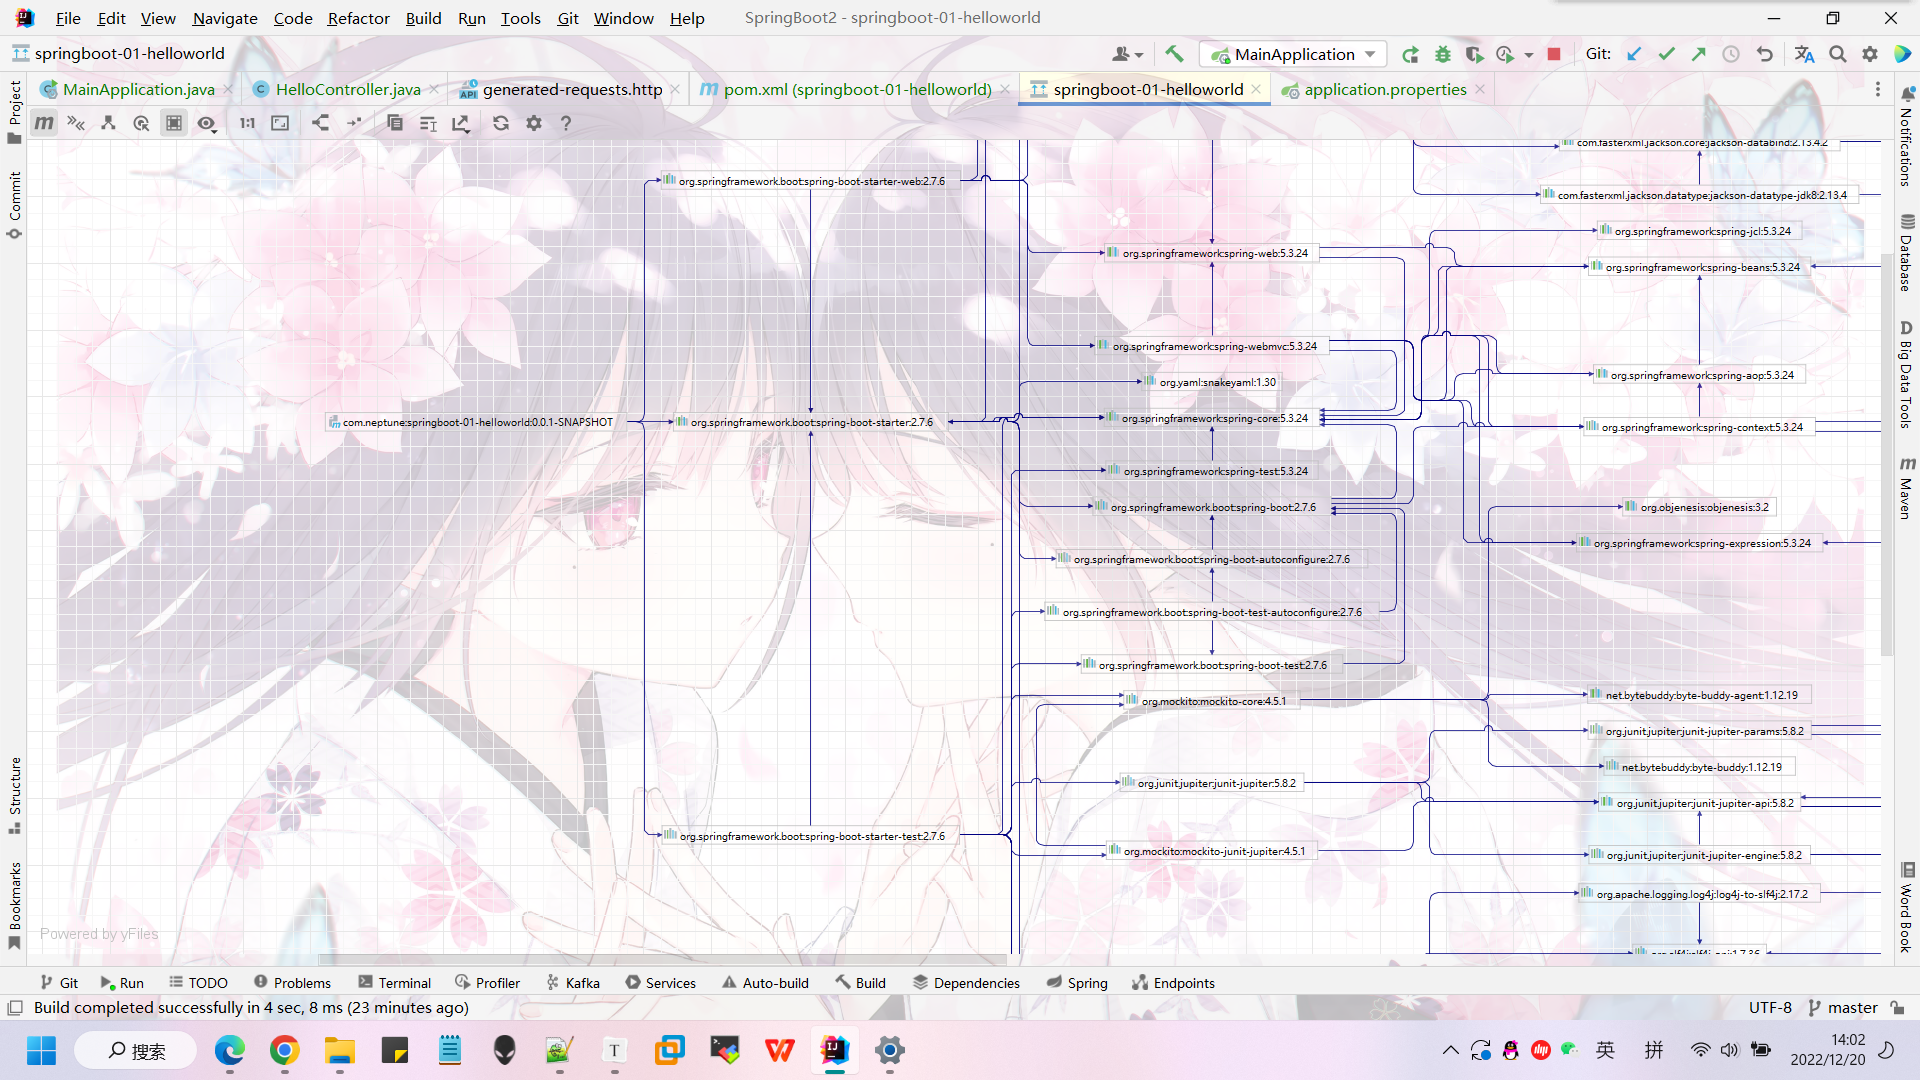 File Edit View Navigate Code Refactor Build Run Tools Git Window Help SpringBoot2 - springboot-01-helloworld
springboot-01-helloworld MainApplication Git:
MainApplication.java HelloController.java generated-requests.http pom.xml (springboot-01-helloworld) springboot-01-helloworld application.properties
1:1 ?
Project
Commit
Structure
Bookmarks
com.neptune:springboot-01-helloworld:0.0.1-SNAPSHOT
org.springframework.boot:spring-boot-starter-web:2.7.6
org.springframework.boot:spring-boot-starter:2.7.6
org.springframework.boot:spring-boot-starter-test:2.7.6
org.springframework:spring-web:5.3.24
org.springframework:spring-webmvc:5.3.24
org.yaml:snakeyaml:1.30
org.springframework:spring-core:5.3.24
org.springframework:spring-test:5.3.24
org.springframework.boot:spring-boot:2.7.6
org.springframework.boot:spring-boot-autoconfigure:2.7.6
org.springframework.boot:spring-boot-test-autoconfigure:2.7.6
org.springframework.boot:spring-boot-test:2.7.6
org.mockito:mockito-core:4.5.1
org.junit.jupiter:junit-jupiter:5.8.2
org.mockito:mockito-junit-jupiter:4.5.1
com.fasterxml.jackson.core:jackson-databind:2.13.4.2
com.fasterxml.jackson.datatype:jackson-datatype-jdk8:2.13.4
org.springframework:spring-jcl:5.3.24
org.springframework:spring-beans:5.3.24
org.springframework:spring-aop:5.3.24
org.springframework:spring-context:5.3.24
org.objenesis:objenesis:3.2
org.springframework:spring-expression:5.3.24
net.bytebuddy:byte-buddy-agent:1.12.19
org.junit.jupiter:junit-jupiter-params:5.8.2
net.bytebuddy:byte-buddy:1.12.19
org.junit.jupiter:junit-jupiter-api:5.8.2
org.junit.jupiter:junit-jupiter-engine:5.8.2
org.apache.logging.log4j:log4j-to-slf4j:2.17.2
org.slf4j:slf4j-api:1.7.36
Powered by yFiles
Notifications
Database
Big Data Tools
Maven
Word Book
Git Run TODO Problems Terminal Profiler Kafka Services Auto-build Build Dependencies Spring Endpoints
Build completed successfully in 4 sec, 8 ms (23 minutes ago) UTF-8 master
搜索 英 拼 14:02
2022/12/20